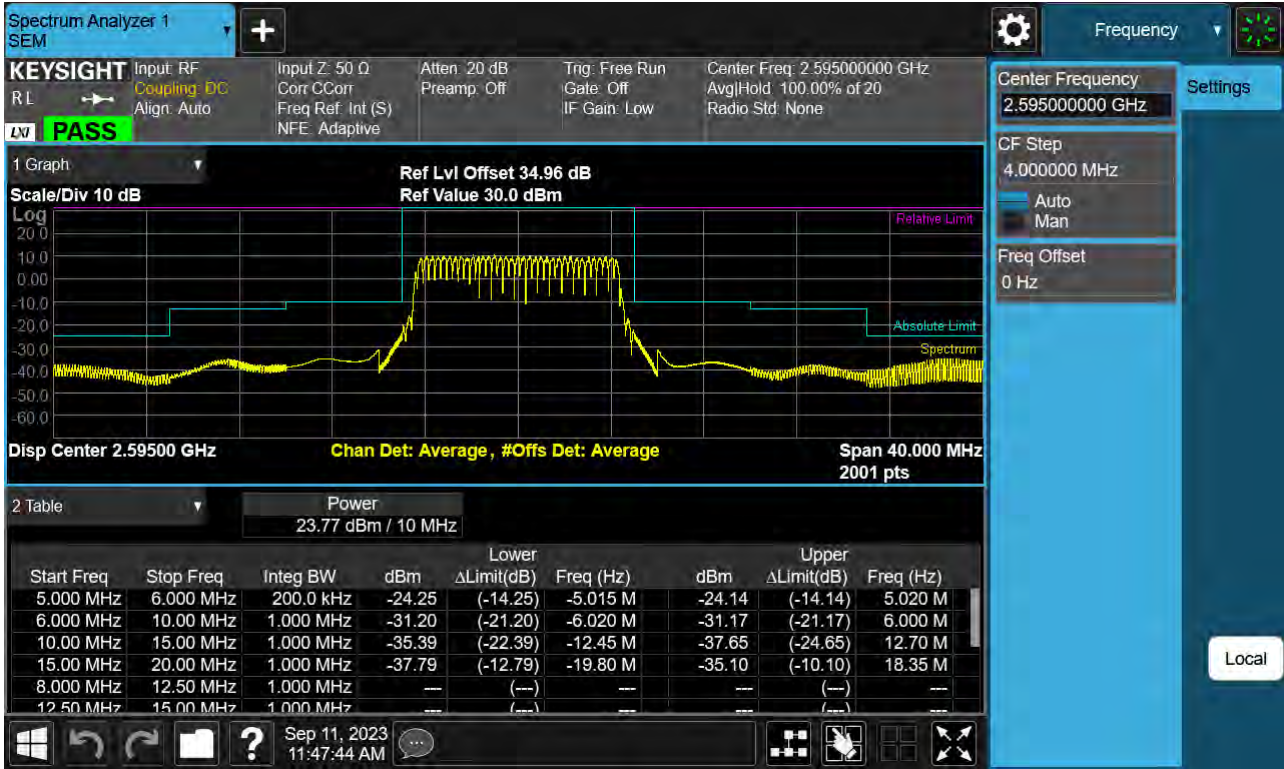 Spectrum Analyzer 1
SEM
Frequency
KEYSIGHT
R L
LXI
PASS
Input: RF
Coupling: DC
Align: Auto
Input Z: 50 Ω
Corr CCorr
Freq Ref: Int (S)
NFE: Adaptive
Atten: 20 dB
Preamp: Off
Trig: Free Run
Gate: Off
IF Gain: Low
Center Freq: 2.595000000 GHz
Avg|Hold: 100.00% of 20
Radio Std: None
Center Frequency
2.595000000 GHz
Settings
CF Step
4.000000 MHz
Auto
Man
Freq Offset
0 Hz
1 Graph
Scale/Div 10 dB
Ref Lvl Offset 34.96 dB
Ref Value 30.0 dBm
Log
20.0
10.0
0.00
-10.0
-20.0
-30.0
-40.0
-50.0
-60.0
Relative Limit
Absolute Limit
Spectrum
Disp Center 2.59500 GHz
Chan Det: Average , #Offs Det: Average
Span 40.000 MHz
2001 pts
2 Table
Power
23.77 dBm / 10 MHz
Lower Upper
Start Freq Stop Freq Integ BW dBm ΔLimit(dB) Freq (Hz) dBm ΔLimit(dB) Freq (Hz)
5.000 MHz 6.000 MHz 200.0 kHz -24.25 (-14.25) -5.015 M -24.14 (-14.14) 5.020 M
6.000 MHz 10.00 MHz 1.000 MHz -31.20 (-21.20) -6.020 M -31.17 (-21.17) 6.000 M
10.00 MHz 15.00 MHz 1.000 MHz -35.39 (-22.39) -12.45 M -37.65 (-24.65) 12.70 M
15.00 MHz 20.00 MHz 1.000 MHz -37.79 (-12.79) -19.80 M -35.10 (-10.10) 18.35 M
8.000 MHz 12.50 MHz 1.000 MHz --- (---) --- --- (---) ---
12.50 MHz 15.00 MHz 1.000 MHz --- (---) --- --- (---) ---
Local
?
Sep 11, 2023
11:47:44 AM